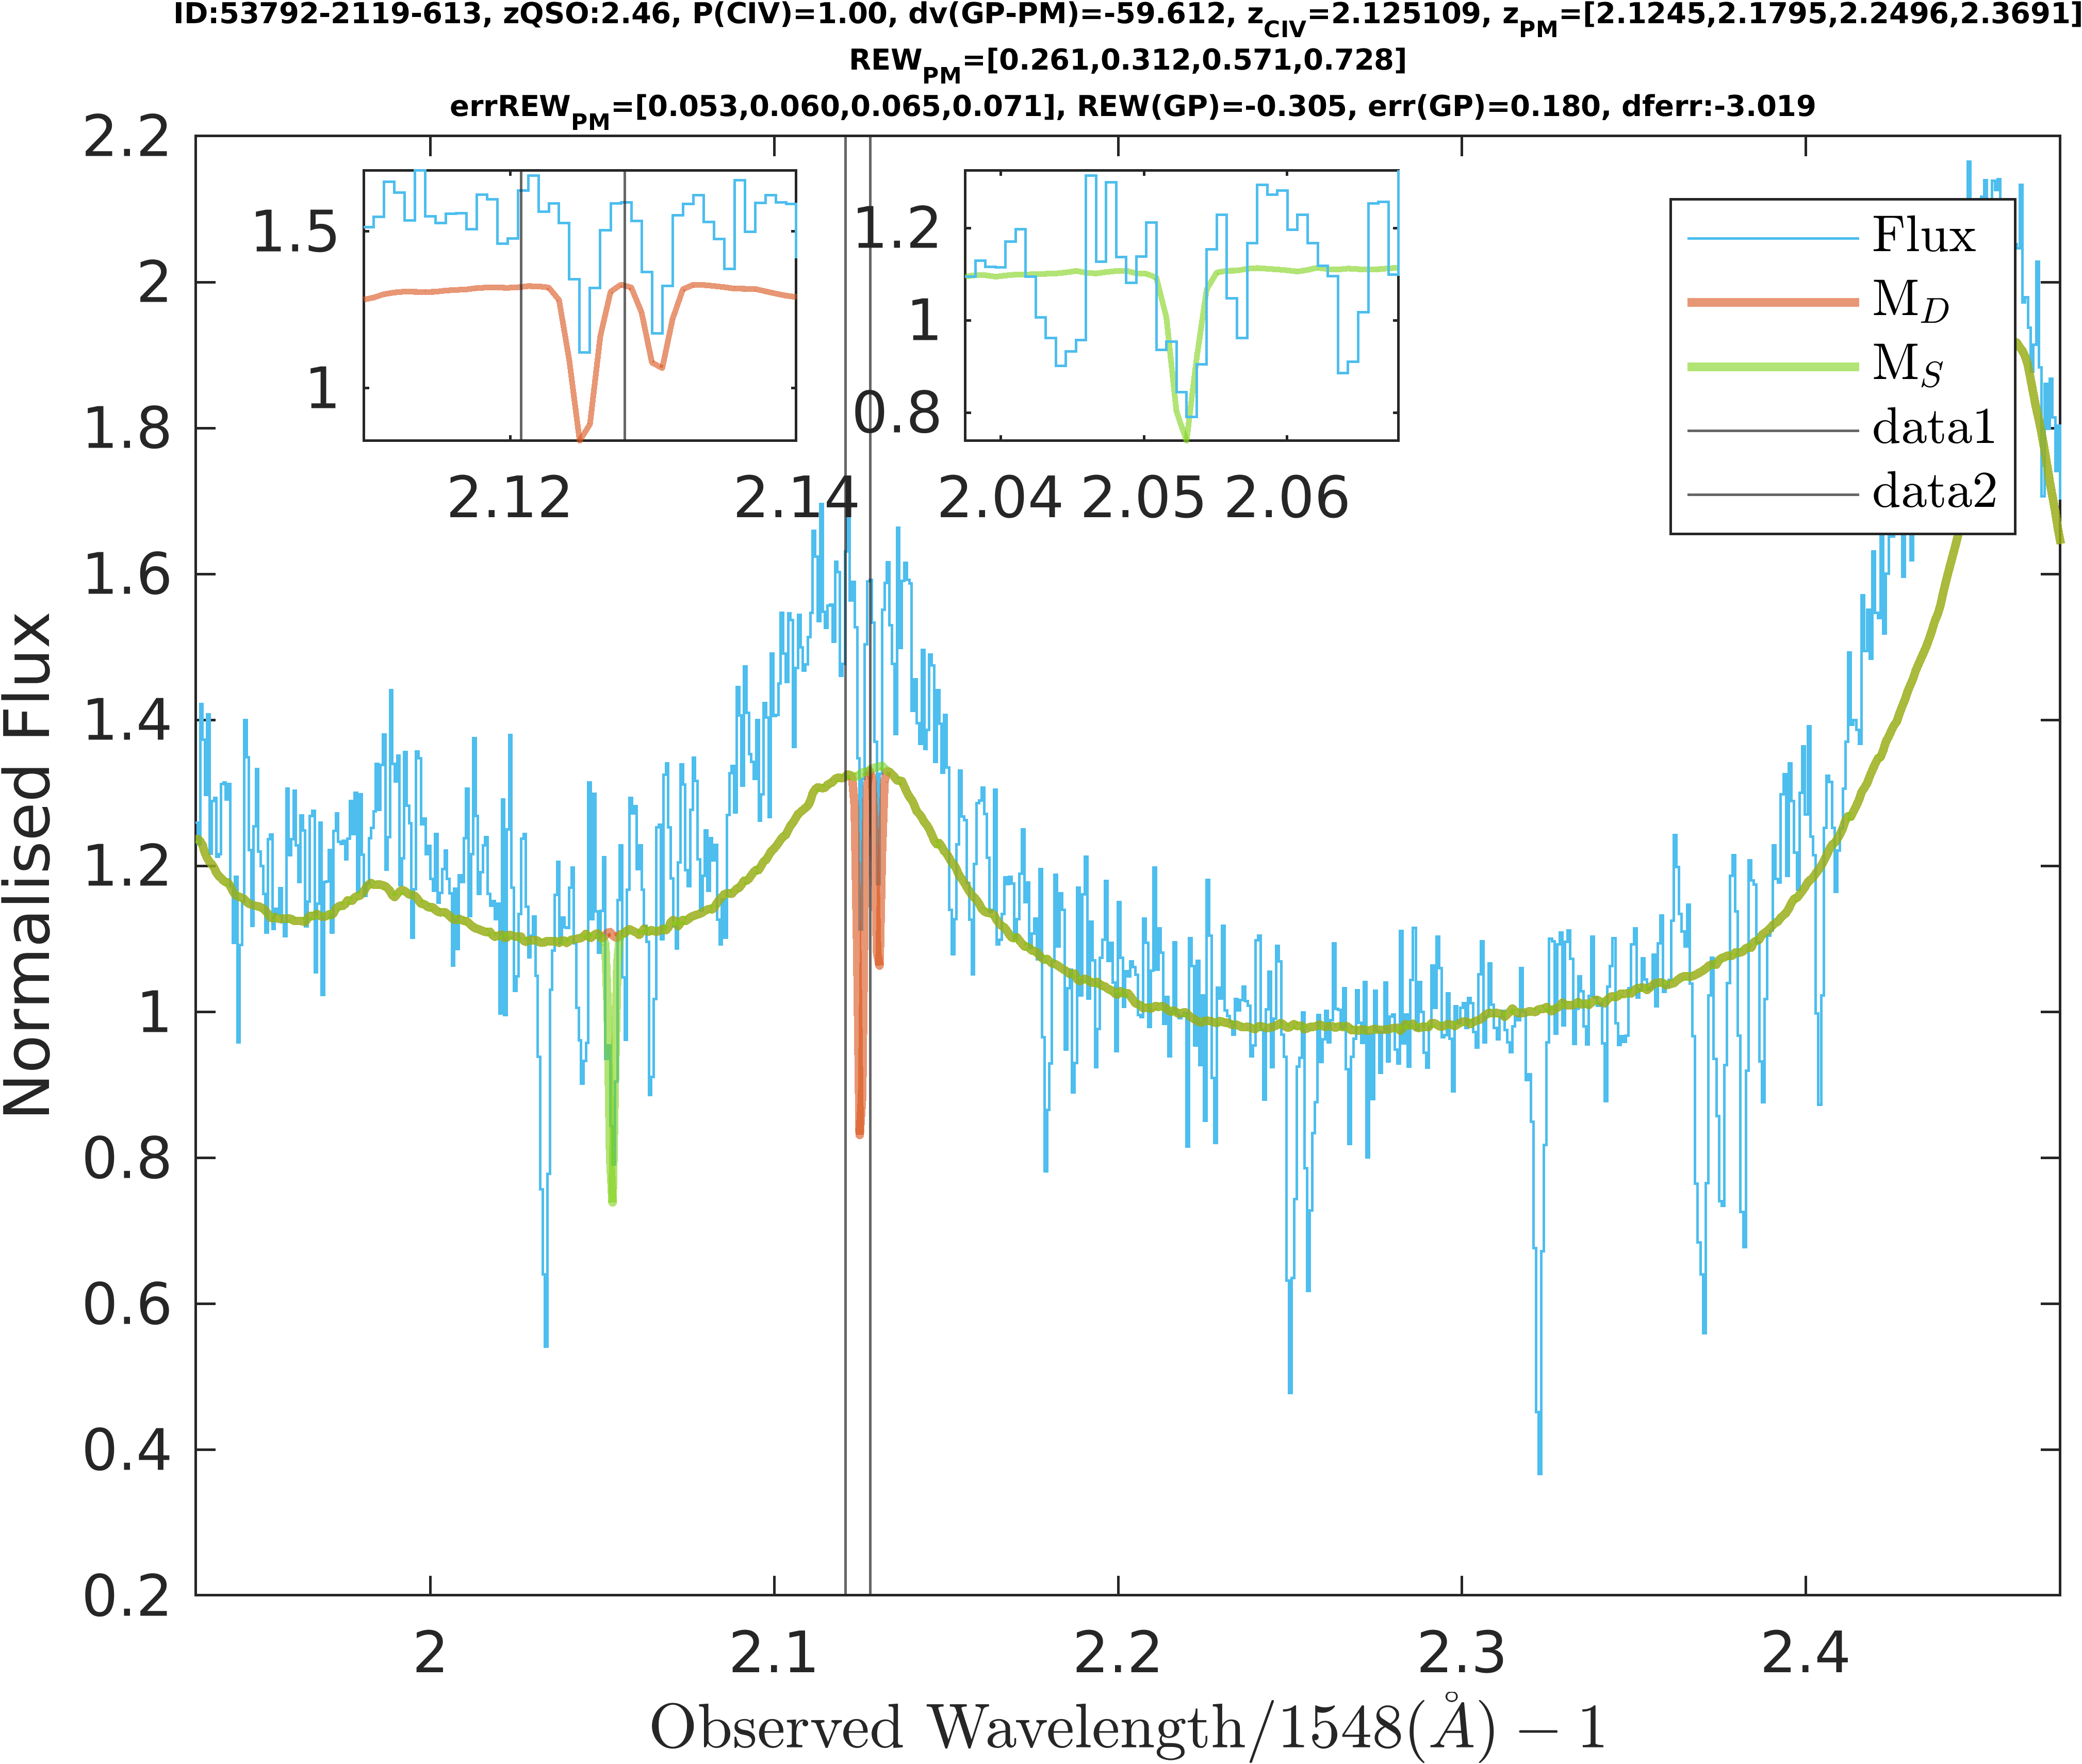 ID:53792-2119-613, zQSO:2.46, P(CIV)=1.00, dv(GP-PM)=-59.612, zCIV=2.125109, zPM=[2.1245,2.1795,2.2496,2.3691]
REWPM=[0.261,0.312,0.571,0.728]
errREWPM=[0.053,0.060,0.065,0.071], REW(GP)=-0.305, err(GP)=0.180, dferr:-3.019
2.2
2
1.8
1.6
1.4
1.2
1
0.8
0.6
0.4
0.2
Normalised Flux
1.5
1
2.12
2.14
1.2
1
0.8
2.04
2.05
2.06
Flux
MD
MS
data1
data2
2
2.1
2.2
2.3
2.4
Observed Wavelength/1548(Å) − 1